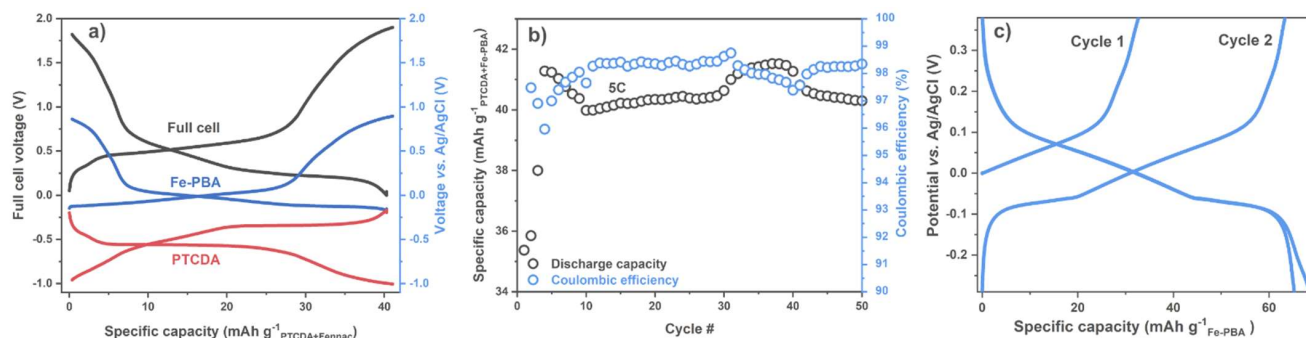 a)
Full cell voltage (V)
2.0
1.5
1.0
0.5
0.0
-0.5
-1.0
Full cell
Fe-PBA
PTCDA
2.0
1.5
1.0
0.5
0.0
-0.5
-1.0
Voltage vs. Ag/AgCl (V)
0 10 20 30 40
Specific capacity (mAh g-1PTCDA+Fennac)
b)
Specific capacity (mAh g-1PTCDA+Fe-PBA)
42
40
38
36
34
5C
Discharge capacity
Coulombic efficiency
100
99
98
97
96
95
94
93
92
91
90
Coulombic efficiency (%)
0 10 20 30 40 50
Cycle #
c)
Potential vs. Ag/AgCl (V)
0.3
0.2
0.1
0.0
-0.1
-0.2
Cycle 1
Cycle 2
0 20 40 60
Specific capacity (mAh g-1Fe-PBA )